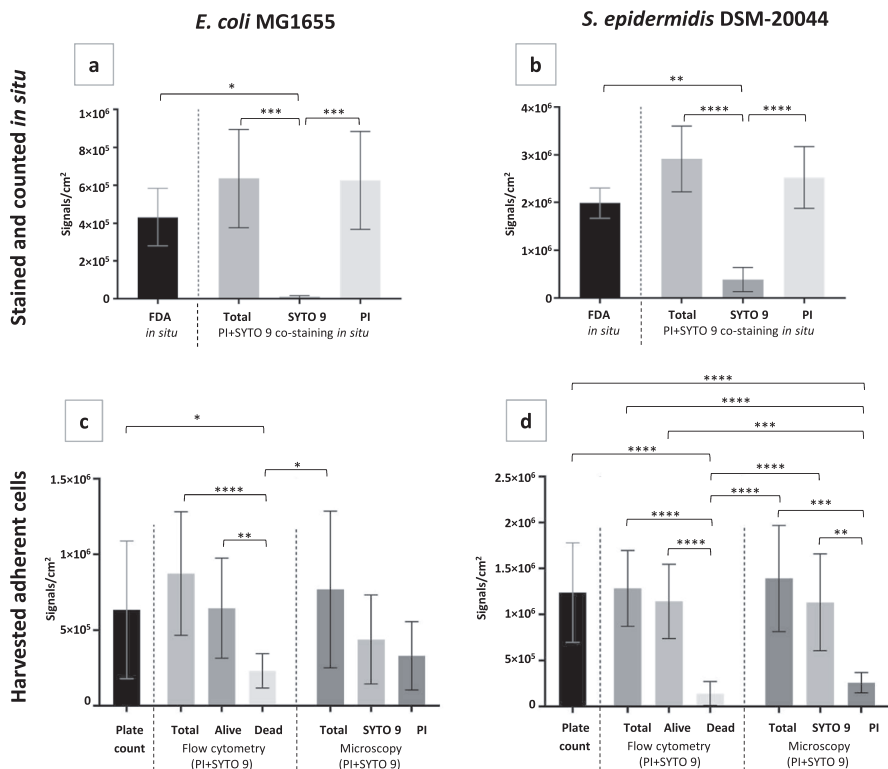 E. coli MG1655
S. epidermidis DSM-20044
Stained and counted in situ
a
*
***
***
1×10⁶
8×10⁵
6×10⁵
4×10⁵
2×10⁵
0
Signals/cm²
FDA
in situ
Total
SYTO 9
PI
PI+SYTO 9 co-staining in situ
b
**
****
****
4×10⁶
3×10⁶
2×10⁶
1×10⁶
0
Signals/cm²
FDA
in situ
Total
SYTO 9
PI
PI+SYTO 9 co-staining in situ
Harvested adherent cells
c
*
*
****
**
1.5×10⁶
1×10⁶
5×10⁵
0
Signals/cm²
Plate
count
Total
Alive
Dead
Flow cytometry
(PI+SYTO 9)
Total
SYTO 9
PI
Microscopy
(PI+SYTO 9)
d
****
****
***
****
****
****
***
****
**
****
2.5×10⁶
2×10⁶
1.5×10⁶
1×10⁶
5×10⁵
0
Signals/cm²
Plate
count
Total
Alive
Dead
Flow cytometry
(PI+SYTO 9)
Total
SYTO 9
PI
Microscopy
(PI+SYTO 9)